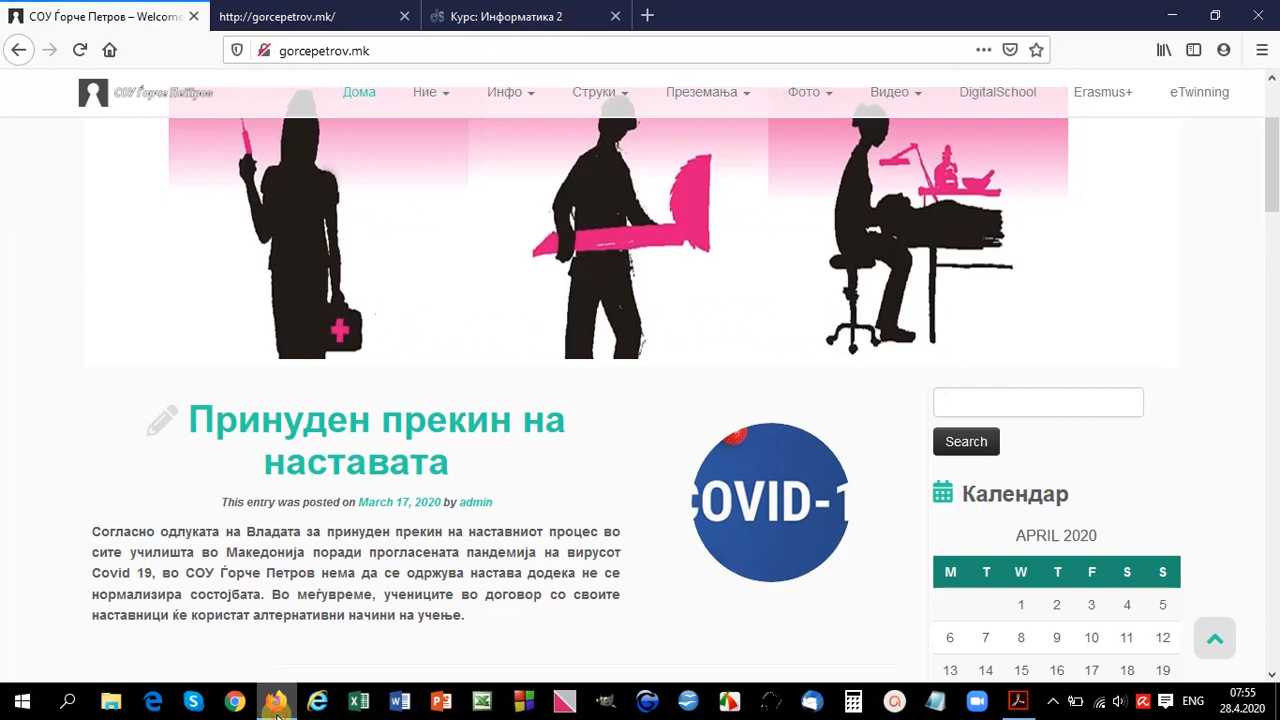 СОУ Ѓорче Петров – Welcome
http://gorcepetrov.mk/
Курс: Информатика 2
gorcepetrov.mk
СОУ Ѓорче Петров
Дома
Ние
Инфо
Струки
Преземања
Фото
Видео
DigitalSchool
Erasmus+
eTwinning
Принуден прекин на
наставата
This entry was posted on March 17, 2020 by admin
Согласно одлуката на Владата за принуден прекин на наставниот процес во
сите училишта во Македонија поради прогласената пандемија на вирусот
Covid 19, во СОУ Ѓорче Петров нема да се одржува настава додека не се
нормализира состојбата. Во меѓувреме, учениците во договор со своите
наставници ќе користат алтернативни начини на учење.
COVID-1
Search
Календар
APRIL 2020
M T W T F S S
1 2 3 4 5
6 7 8 9 10 11 12
13 14 15 16 17 18 19
ENG
07:55
28.4.2020